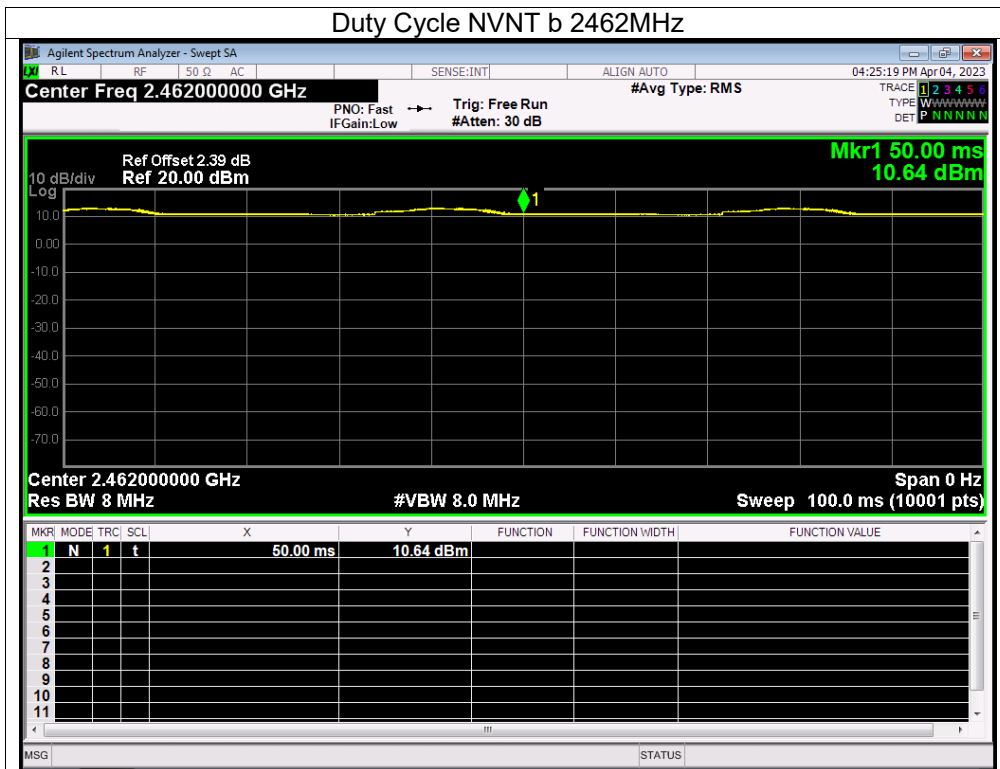 Duty Cycle NVNT b 2462MHz
Agilent Spectrum Analyzer - Swept SA
LXI RL RF 50 Ω AC SENSE:INT ALIGN AUTO 04:25:19 PM Apr 04, 2023
Center Freq 2.462000000 GHz #Avg Type: RMS TRACE 1 2 3 4 5 6
PNO: Fast Trig: Free Run TYPE WWWWWW
IFGain:Low #Atten: 30 dB DET P N N N N N
Mkr1 50.00 ms
Ref Offset 2.39 dB
10 dB/div Ref 20.00 dBm 10.64 dBm
Log
1
10.0
0.00
-10.0
-20.0
-30.0
-40.0
-50.0
-60.0
-70.0
Center 2.462000000 GHz Span 0 Hz
Res BW 8 MHz #VBW 8.0 MHz Sweep 100.0 ms (10001 pts)
MKR MODE TRC SCL X Y FUNCTION FUNCTION WIDTH FUNCTION VALUE
1 N 1 t 50.00 ms 10.64 dBm
2
3
4
5
6
7
8
9
10
11
MSG STATUS